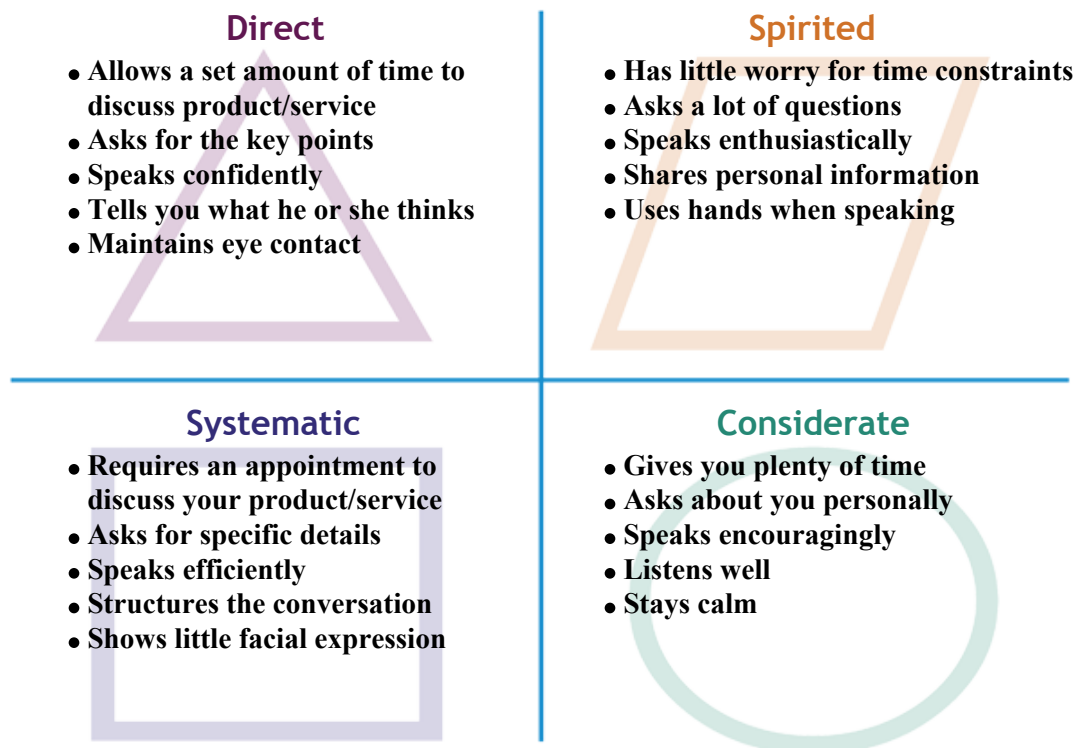 Direct
• Allows a set amount of time to
discuss product/service
• Asks for the key points
• Speaks confidently
• Tells you what he or she thinks
• Maintains eye contact
Spirited
• Has little worry for time constraints
• Asks a lot of questions
• Speaks enthusiastically
• Shares personal information
• Uses hands when speaking
Systematic
• Requires an appointment to
discuss your product/service
• Asks for specific details
• Speaks efficiently
• Structures the conversation
• Shows little facial expression
Considerate
• Gives you plenty of time
• Asks about you personally
• Speaks encouragingly
• Listens well
• Stays calm